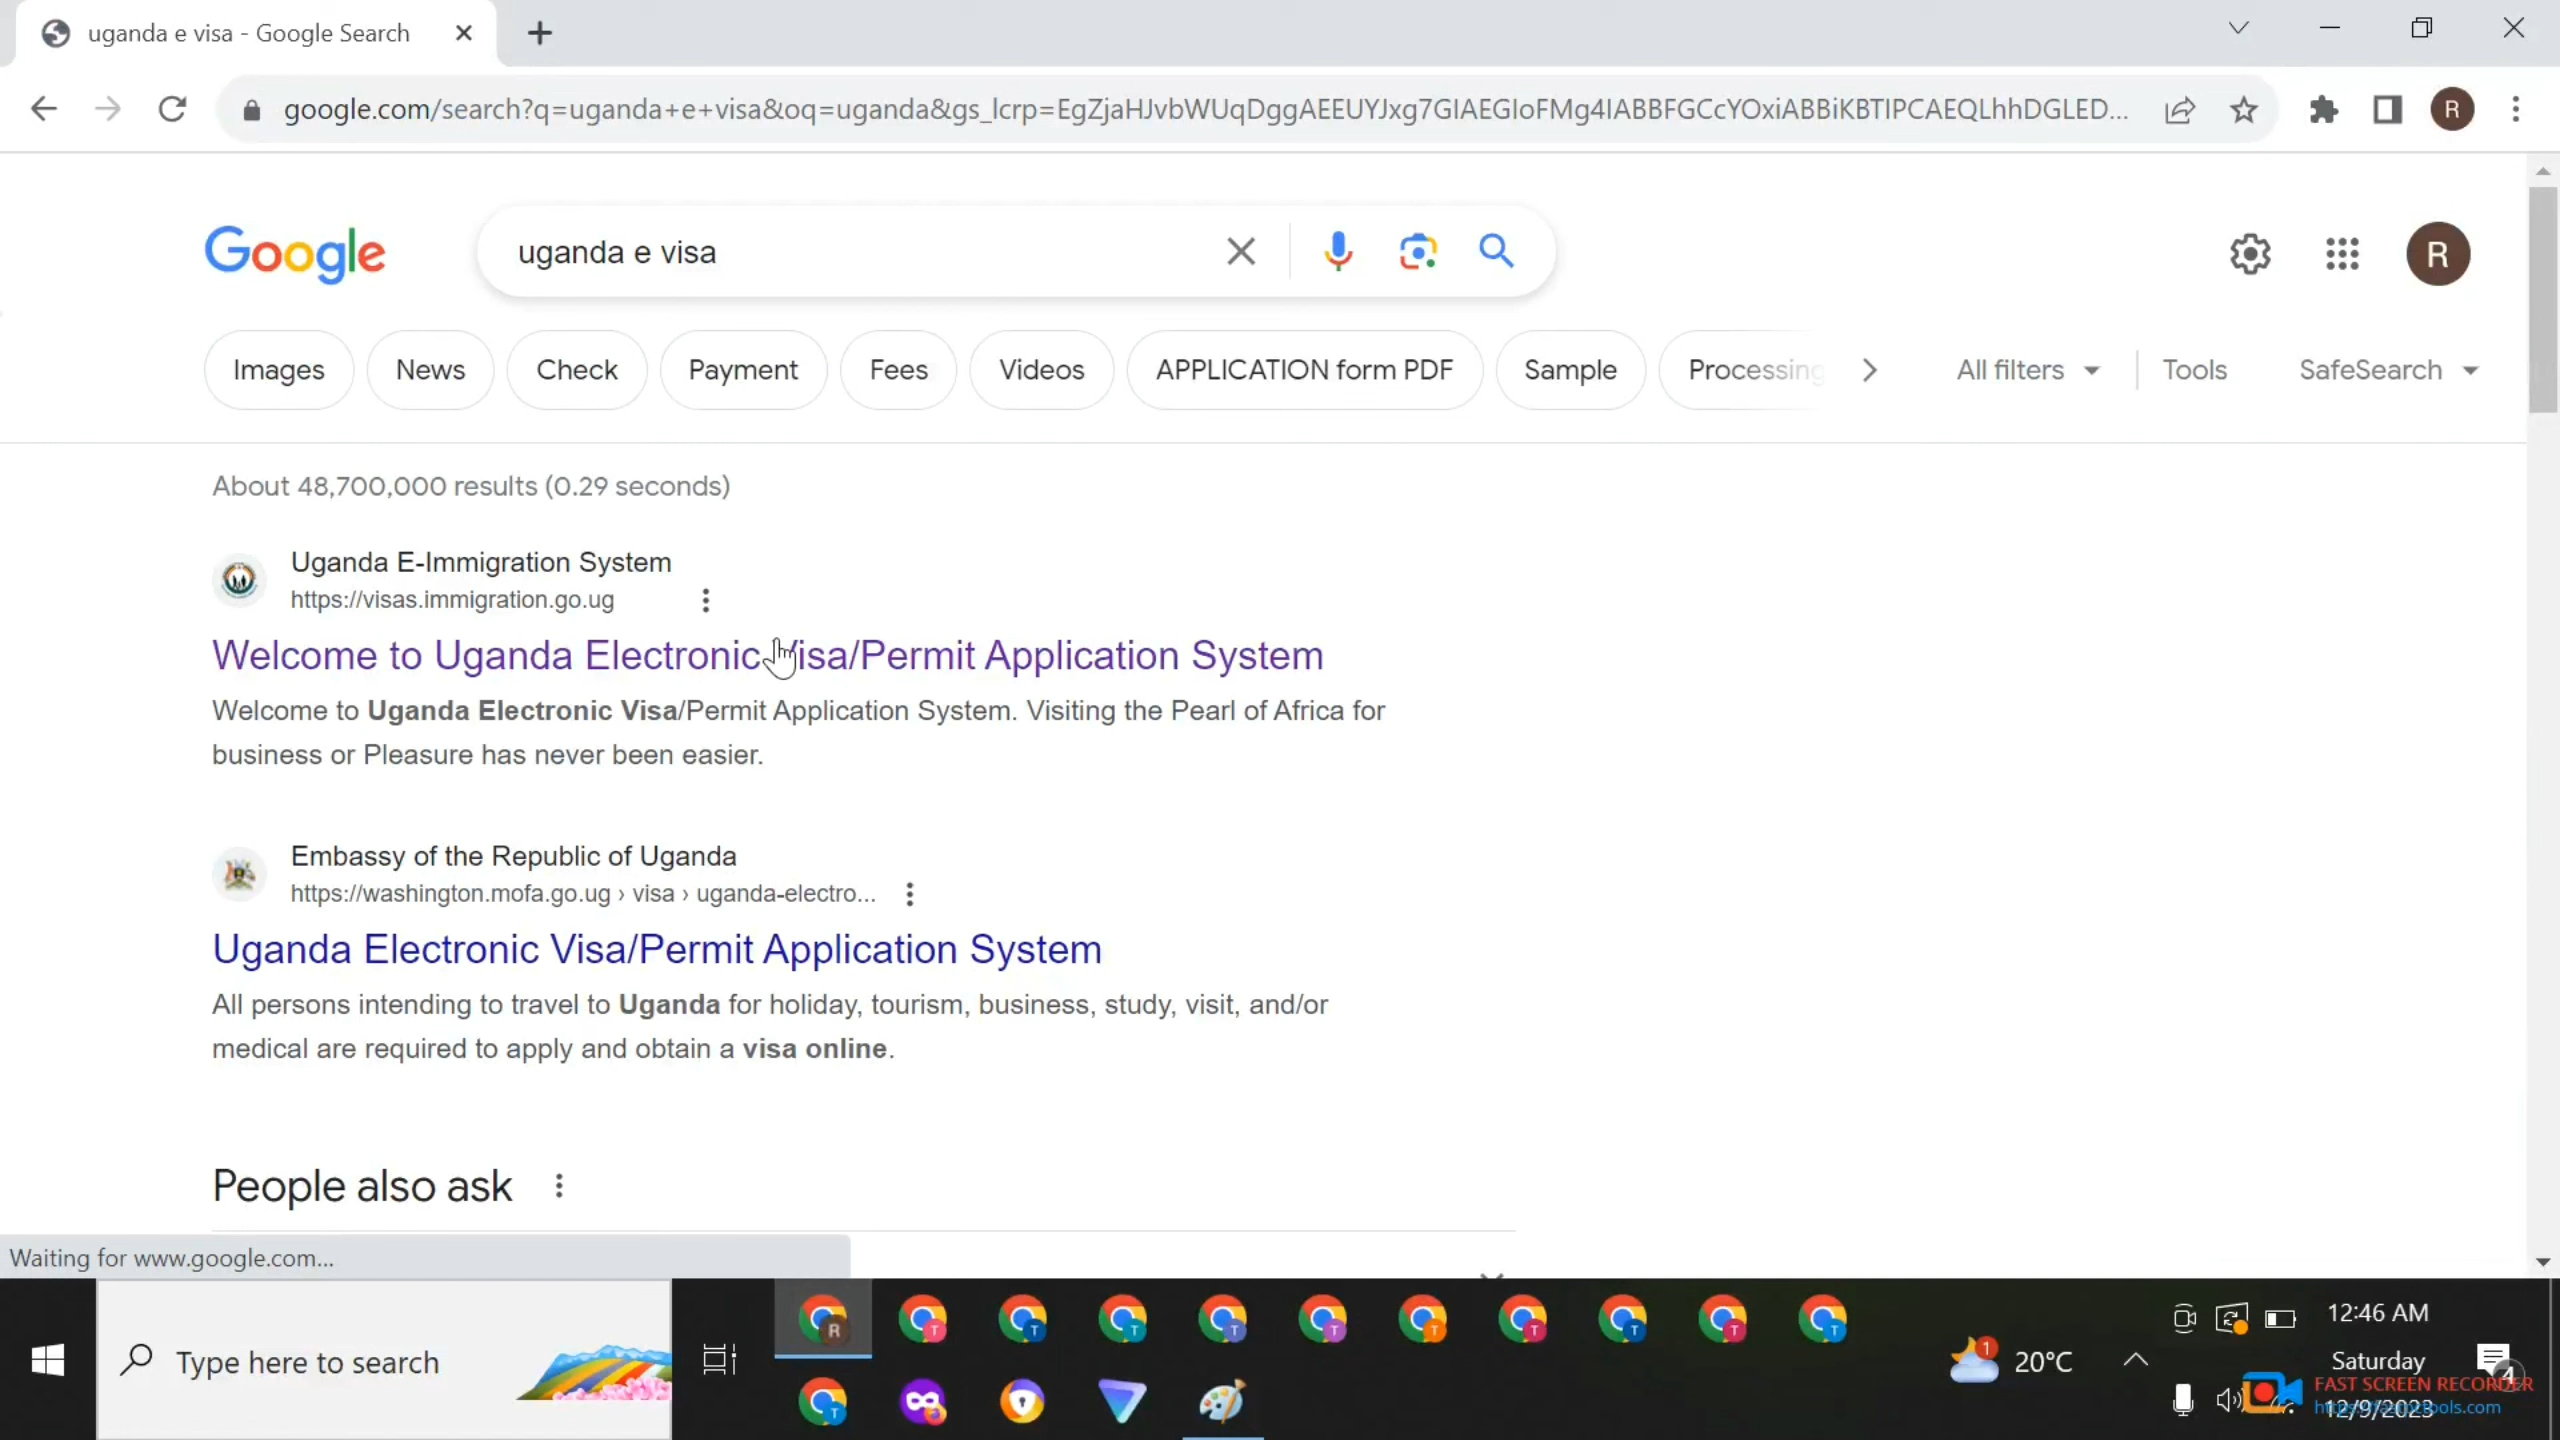 uganda e visa - Google Search
google.com/search?q=uganda+e+visa&oq=uganda&gs_lcrp=EgZjaHJvbWUqDggAEEUYJxg7GIAEGIoFMg4IABBFGCcYOxiABBiKBTIPCAEQLhhDGLED...
R
Google
uganda e visa
R
Images
News
Check
Payment
Fees
Videos
APPLICATION form PDF
Sample
Processing
All filters
Tools
SafeSearch
About 48,700,000 results (0.29 seconds)
Uganda E-Immigration System
https://visas.immigration.go.ug
Welcome to Uganda Electronic Visa/Permit Application System
Welcome to Uganda Electronic Visa/Permit Application System. Visiting the Pearl of Africa for
business or Pleasure has never been easier.
Embassy of the Republic of Uganda
https://washington.mofa.go.ug › visa › uganda-electro...
Uganda Electronic Visa/Permit Application System
All persons intending to travel to Uganda for holiday, tourism, business, study, visit, and/or
medical are required to apply and obtain a visa online.
People also ask
Waiting for www.google.com...
Type here to search
R
T
T
T
T
T
T
T
T
T
T
T
1
20°C
12:46 AM
Saturday
12/9/2023
4
FAST SCREEN RECORDER